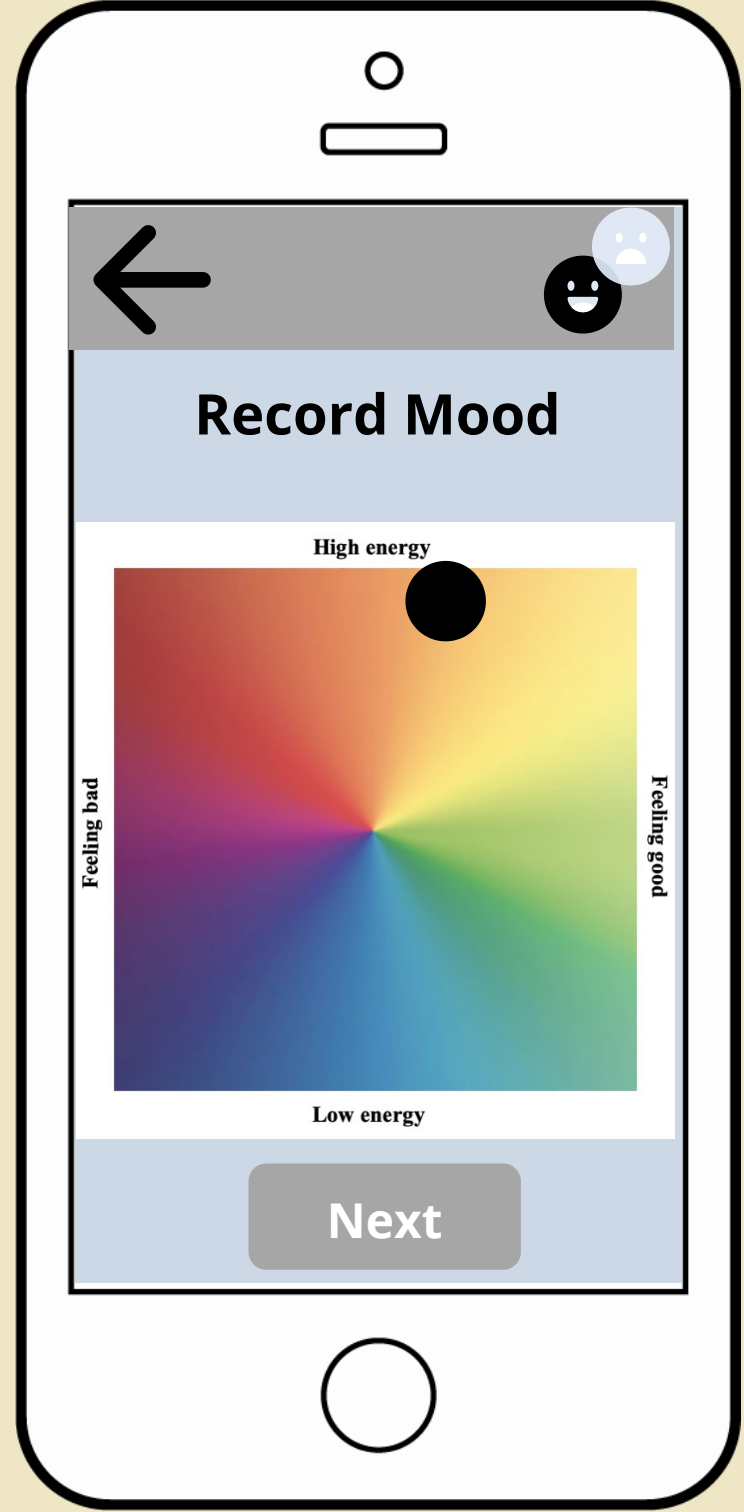 Record Mood
High energy
Feeling bad
Feeling good
Low energy
Next